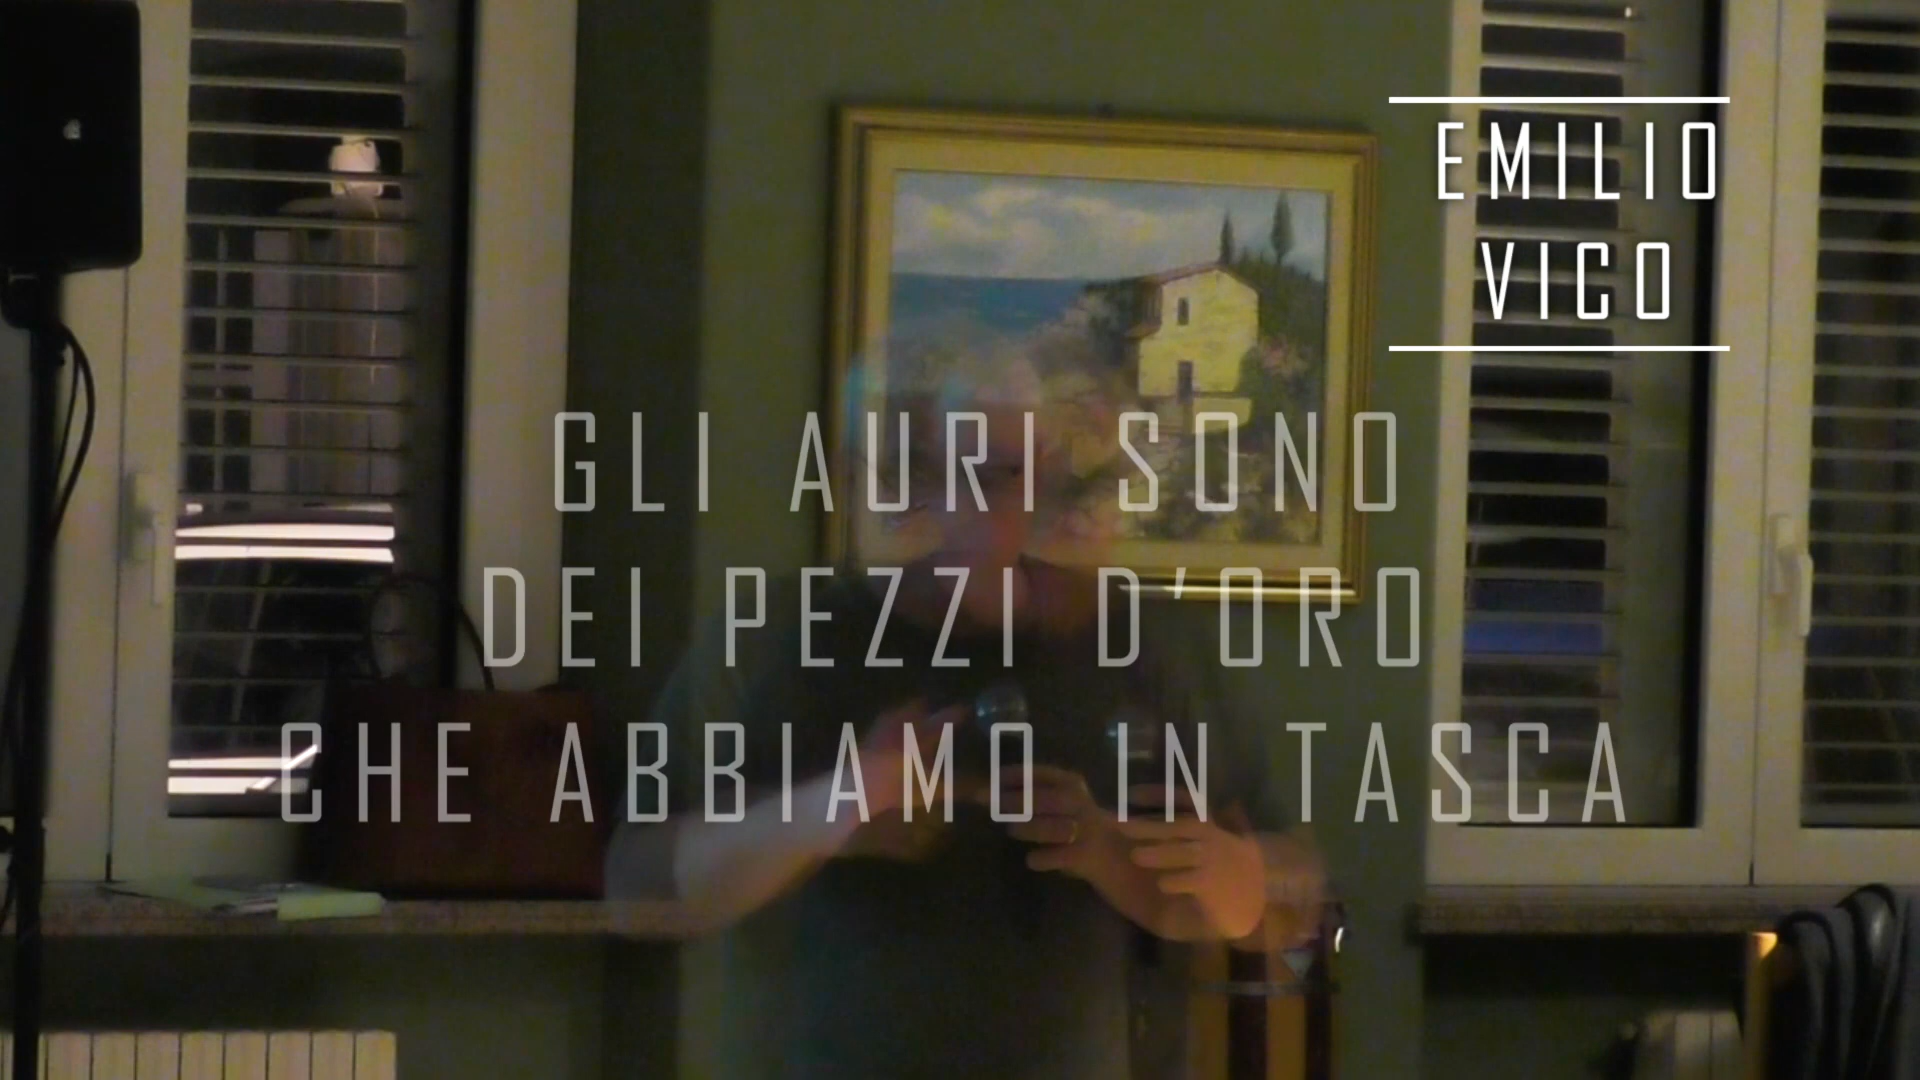 EMILIO
VICO
GLI AURI SONO
DEI PEZZI D'ORO
CHE ABBIAMO IN TASCA